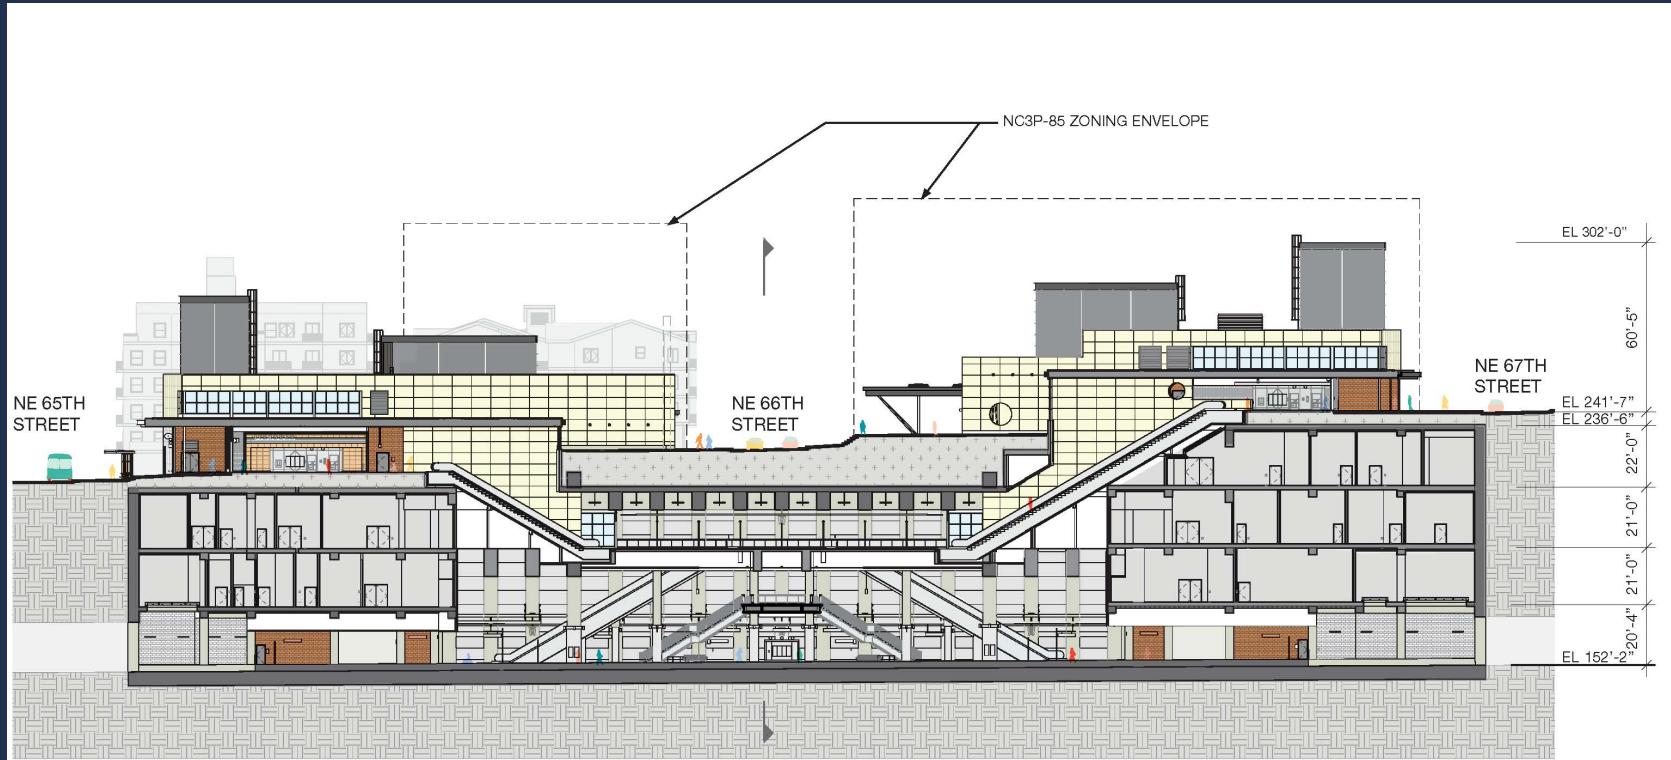 NC3P-85 ZONING ENVELOPE
EL 302'-0"
60'-5"
NE 67TH
STREET
NE 65TH
STREET
NE 66TH
STREET
EL 241'-7"
EL 236'-6"
22'-0"
21'-0"
21'-0"
20'-4"
EL 152'-2"